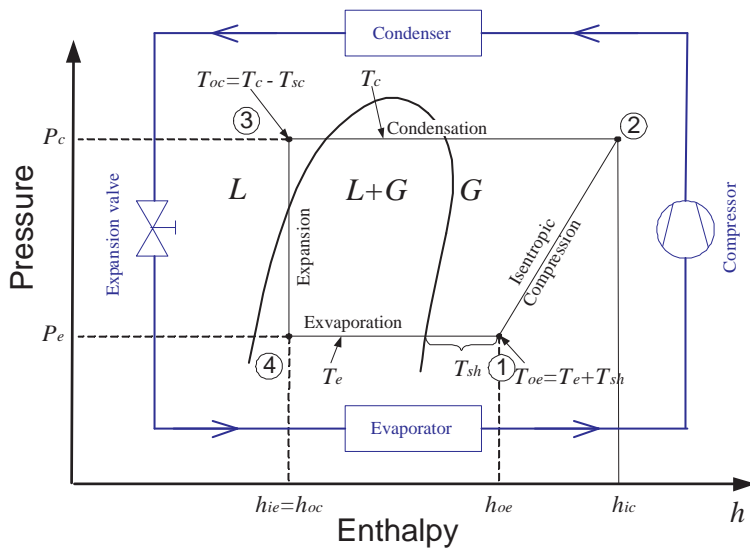 Condenser
Toc=Tc - Tsc
Tc
3
2
Pc
Condensation
L
L+G
G
Pressure
Expansion valve
Expansion
Isentropic
Compression
Compressor
Pe
Exvaporation
4
Te
Tsh
1
Toe=Te+Tsh
Evaporator
hie=hoc
hoe
hic
h
Enthalpy